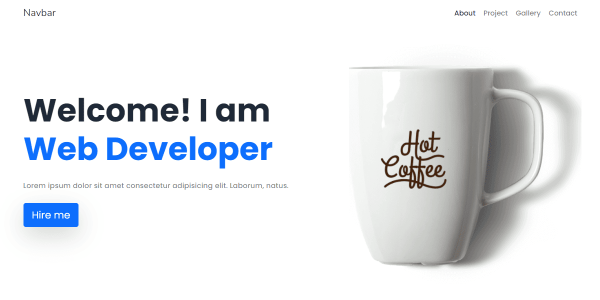 Navbar
About Project Gallery Contact
Welcome! I am
Web Developer
Lorem ipsum dolor sit amet consectetur adipisicing elit. Laborum, natus.
Hire me
Hot
Coffee